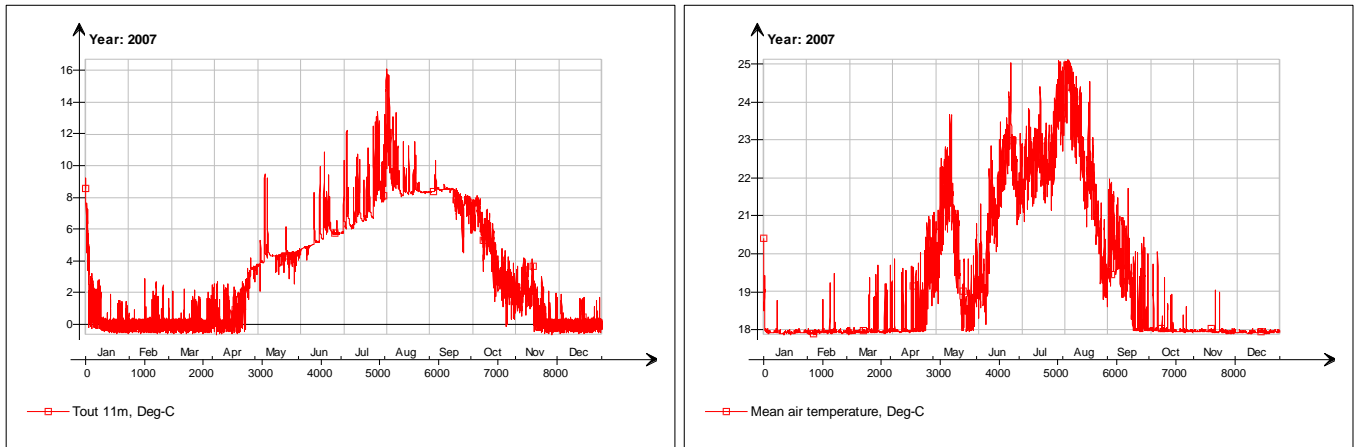 Year: 2007
16
14
12
10
8
6
4
2
0
Jan Feb Mar Apr May Jun Jul Aug Sep Oct Nov Dec
0 1000 2000 3000 4000 5000 6000 7000 8000
Tout 11m, Deg-C
Year: 2007
25
24
23
22
21
20
19
18
Jan Feb Mar Apr May Jun Jul Aug Sep Oct Nov Dec
0 1000 2000 3000 4000 5000 6000 7000 8000
Mean air temperature, Deg-C